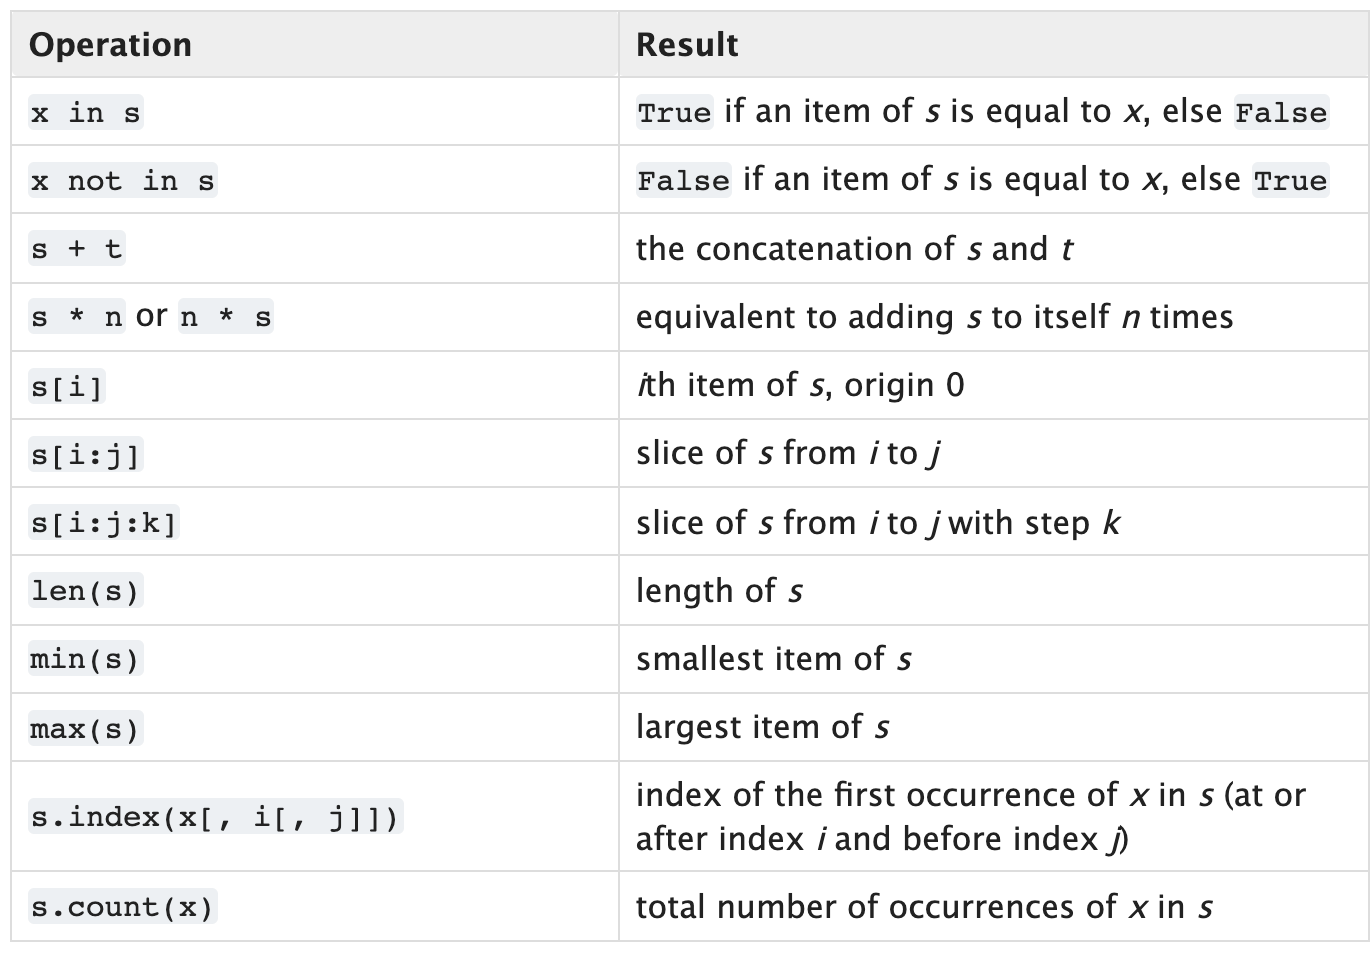 Operation Result
x in s True if an item of s is equal to x, else False
x not in s False if an item of s is equal to x, else True
s + t the concatenation of s and t
s * n or n * s equivalent to adding s to itself n times
s[i] ith item of s, origin 0
s[i:j] slice of s from i to j
s[i:j:k] slice of s from i to j with step k
len(s) length of s
min(s) smallest item of s
max(s) largest item of s
s.index(x[, i[, j]]) index of the first occurrence of x in s (at or
after index i and before index j)
s.count(x) total number of occurrences of x in s